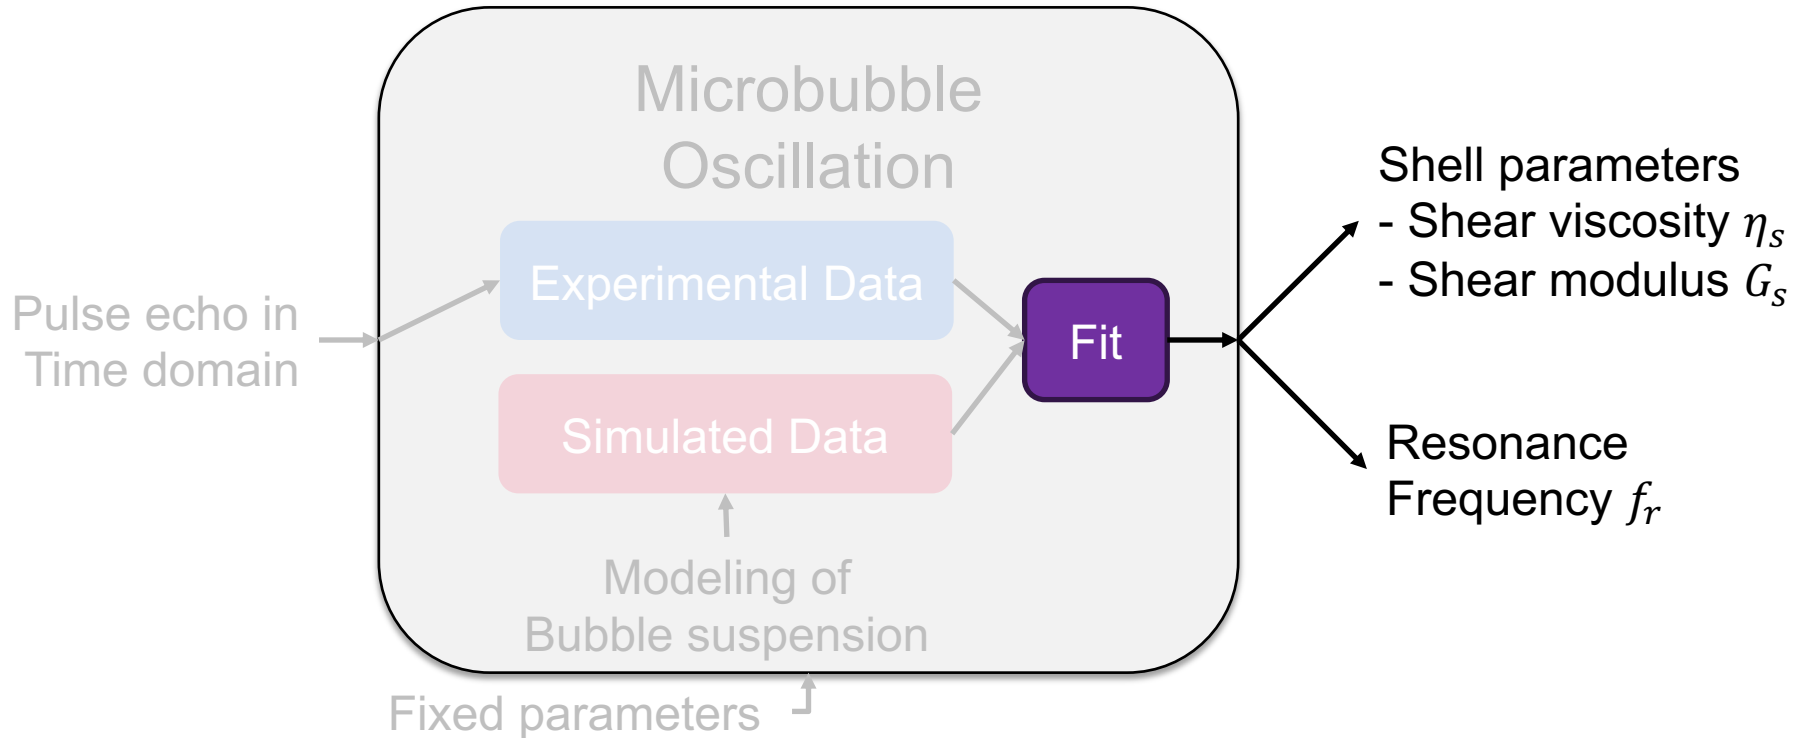 Microbubble
Oscillation
Pulse echo in
Time domain
Experimental Data
Simulated Data
Fit
Modeling of
Bubble suspension
Fixed parameters
Shell parameters
- Shear viscosity ηₛ
- Shear modulus Gₛ
Resonance
Frequency fᵣ